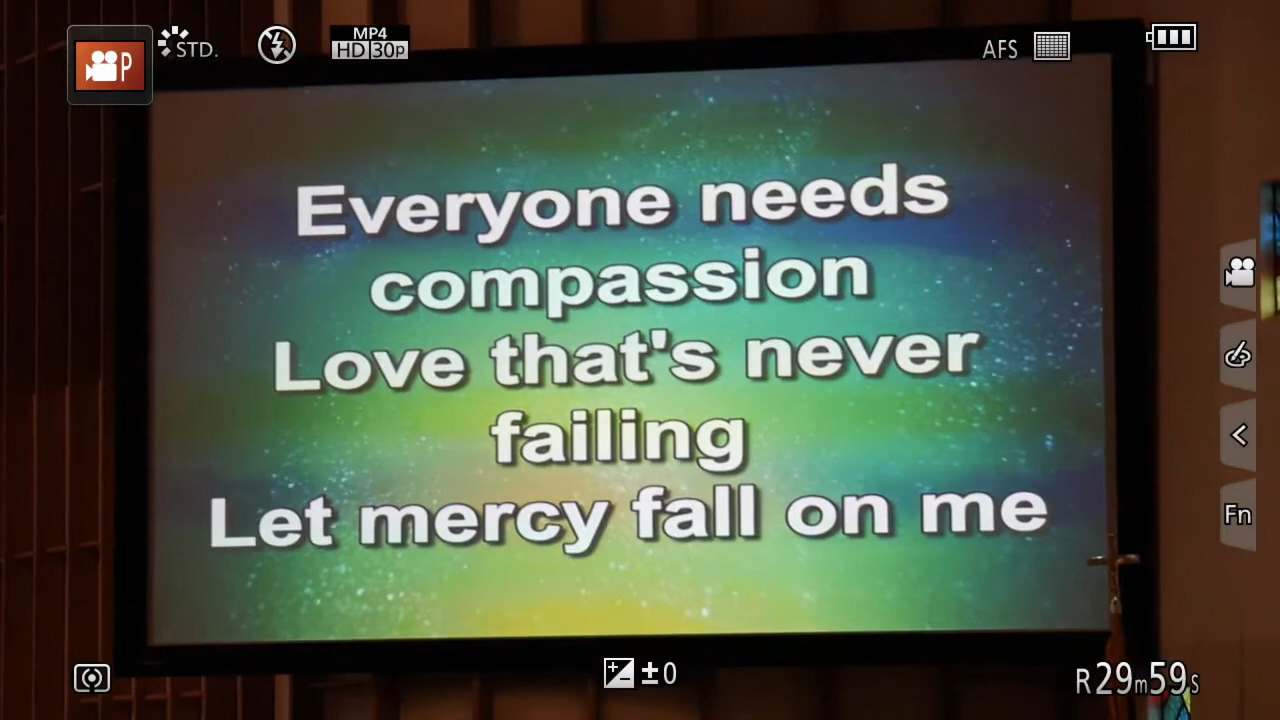 P
STD.
MP4
HD 30p
AFS
Everyone needs
compassion
Love that's never
failing
Let mercy fall on me
Fn
±0
R29m59s